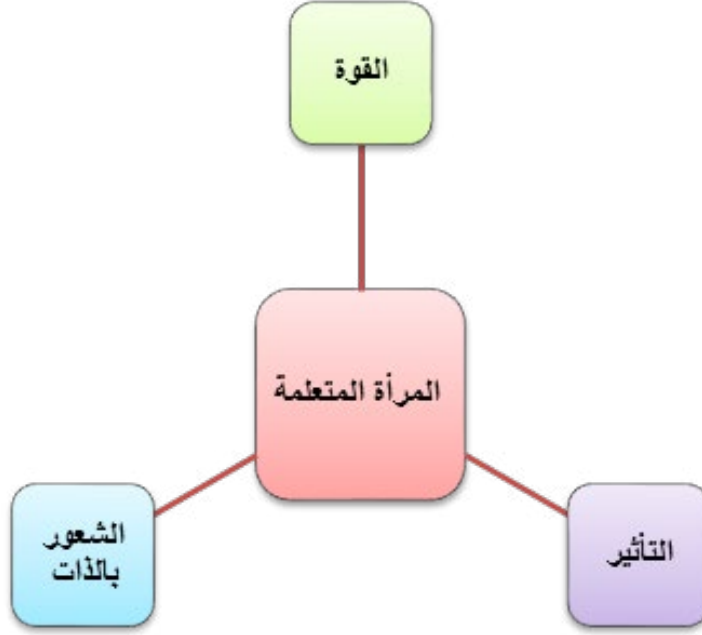 القوة
المرأة المتعلمة
التأثير
الشعور
بالذات